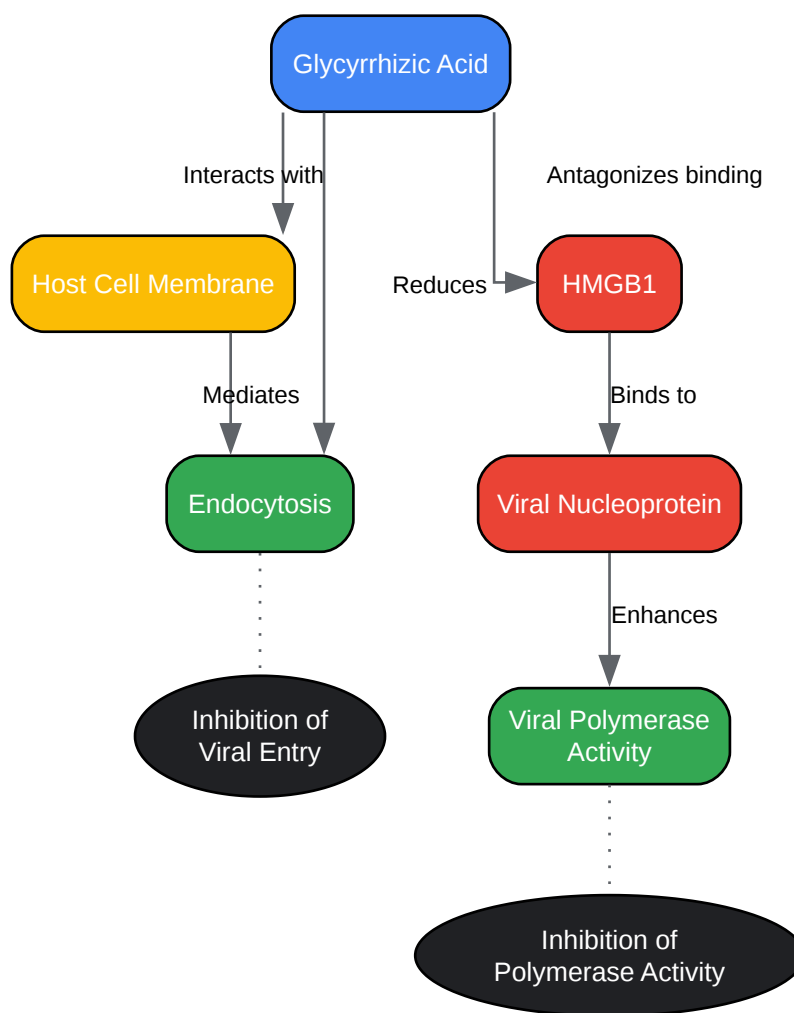 Glycyrrhizic Acid
Interacts with
Antagonizes binding
Host Cell Membrane
Reduces
HMGB1
Mediates
Binds to
Endocytosis
Viral Nucleoprotein
Enhances
Inhibition of
Viral Entry
Viral Polymerase
Activity
Inhibition of
Polymerase Activity